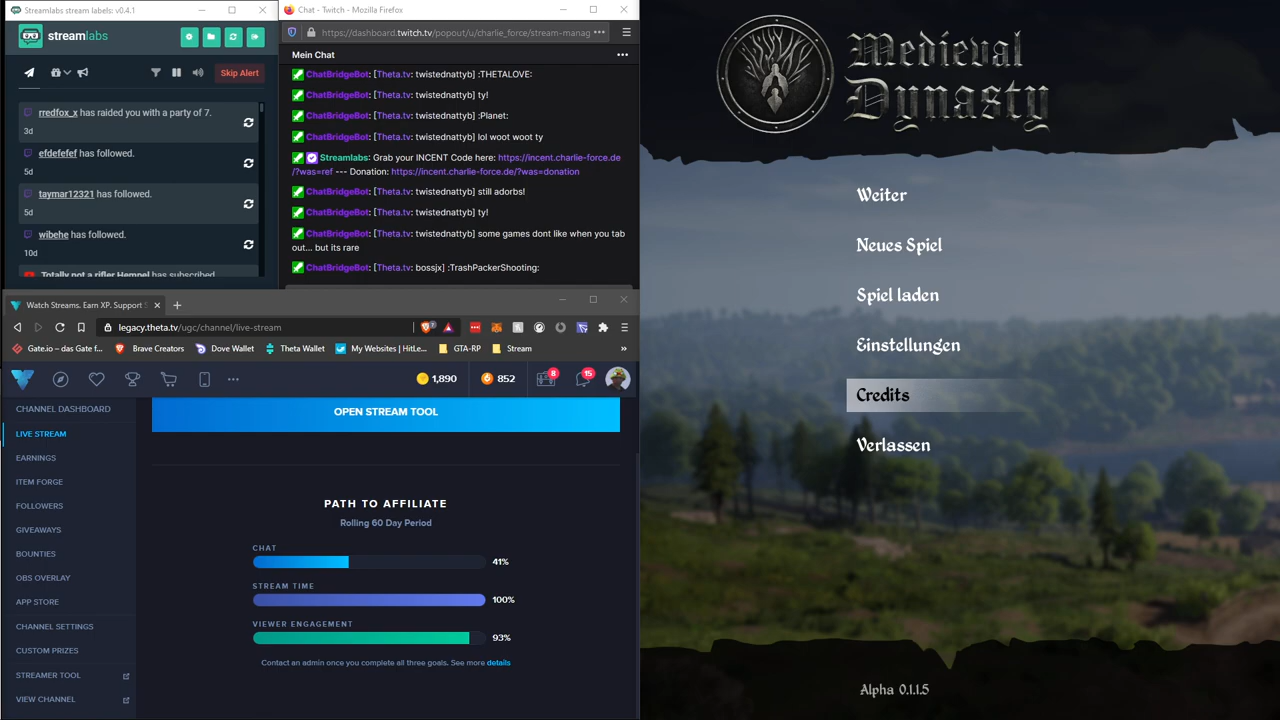 Streamlabs stream labels: v0.4.1
streamlabs
Skip Alert
rredfox_x has raided you with a party of 7.
3d
efdefefef has followed.
5d
taymar12321 has followed.
5d
wibehe has followed.
10d
Totally not a rifler Hempel has subscribed
Chat - Twitch - Mozilla Firefox
https://dashboard.twitch.tv/popout/u/charlie_force/stream-manag
Mein Chat
ChatBridgeBot: [Theta.tv: twistednattyb] :THETALOVE:
ChatBridgeBot: [Theta.tv: twistednattyb] ty!
ChatBridgeBot: [Theta.tv: twistednattyb] :Planet:
ChatBridgeBot: [Theta.tv: twistednattyb] lol woot woot ty
Streamlabs: Grab your INCENT Code here: https://incent.charlie-force.de
/?was=ref --- Donation: https://incent.charlie-force.de/?was=donation
ChatBridgeBot: [Theta.tv: twistednattyb] still adorbs!
ChatBridgeBot: [Theta.tv: twistednattyb] ty!
ChatBridgeBot: [Theta.tv: twistednattyb] some games dont like when you tab
out... but its rare
ChatBridgeBot: [Theta.tv: bossjx] :TrashPackerShooting:
Watch Streams. Earn XP. Support
legacy.theta.tv/ugc/channel/live-stream
Gate.io – das Gate f... Brave Creators Dove Wallet Theta Wallet My Websites | HitLe... GTA-RP Stream »
1,890 852 8 15
CHANNEL DASHBOARD
LIVE STREAM
EARNINGS
ITEM FORGE
FOLLOWERS
GIVEAWAYS
BOUNTIES
OBS OVERLAY
APP STORE
CHANNEL SETTINGS
CUSTOM PRIZES
STREAMER TOOL
VIEW CHANNEL
OPEN STREAM TOOL
PATH TO AFFILIATE
Rolling 60 Day Period
CHAT
41%
STREAM TIME
100%
VIEWER ENGAGEMENT
93%
Contact an admin once you complete all three goals. See more details
Medieval
Dynasty
Weiter
Neues Spiel
Spiel laden
Einstellungen
Credits
Verlassen
Alpha 0.1.1.5